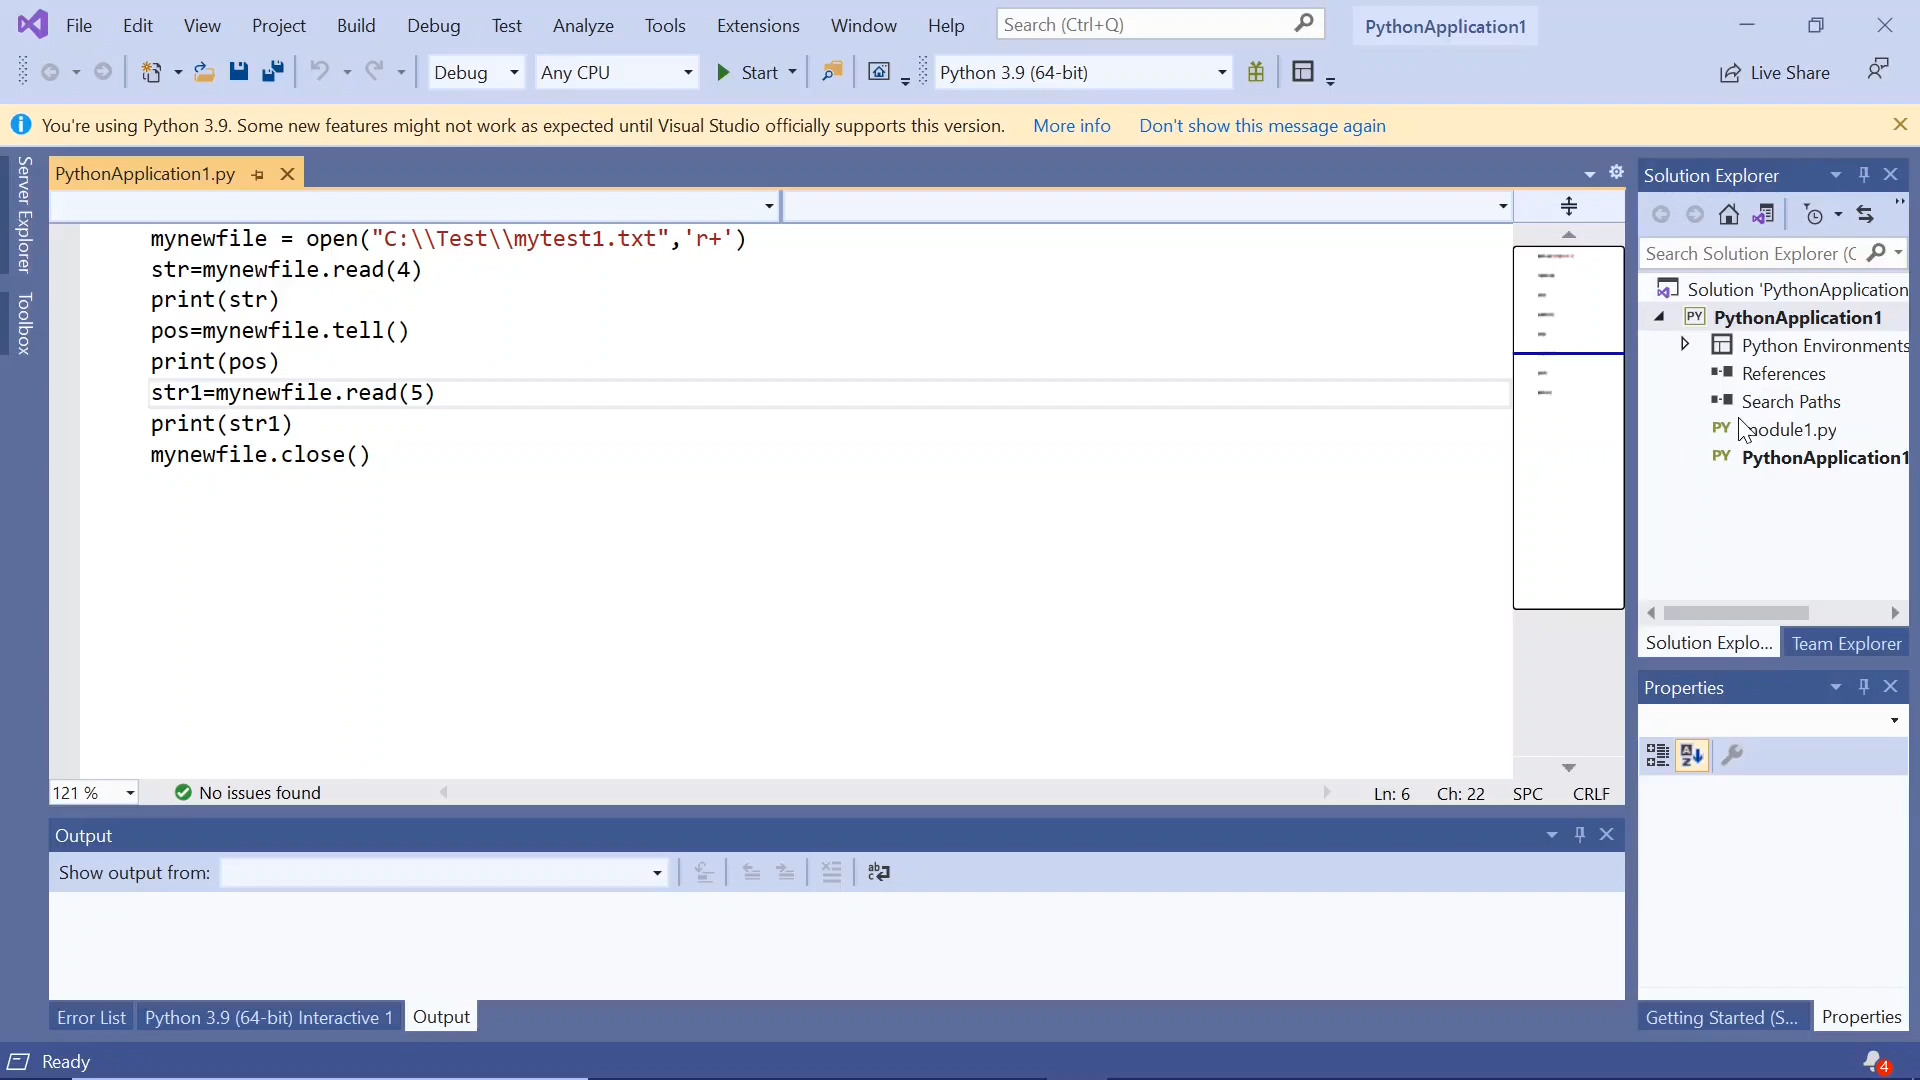 File Edit View Project Build Debug Test Analyze Tools Extensions Window Help Search (Ctrl+Q) PythonApplication1
Debug Any CPU Start Python 3.9 (64-bit) Live Share
You're using Python 3.9. Some new features might not work as expected until Visual Studio officially supports this version. More info Don't show this message again
Server Explorer
Toolbox
PythonApplication1.py
mynewfile = open("C:\\Test\\mytest1.txt",'r+')
str=mynewfile.read(4)
print(str)
pos=mynewfile.tell()
print(pos)
str1=mynewfile.read(5)
print(str1)
mynewfile.close()
121 % No issues found Ln: 6 Ch: 22 SPC CRLF
Output
Show output from:
Error List Python 3.9 (64-bit) Interactive 1 Output
Solution Explorer
Search Solution Explorer (C
Solution 'PythonApplication
PY PythonApplication1
Python Environments
References
Search Paths
PY module1.py
PY PythonApplication1
Solution Explo... Team Explorer
Properties
Getting Started (S... Properties
Ready 4